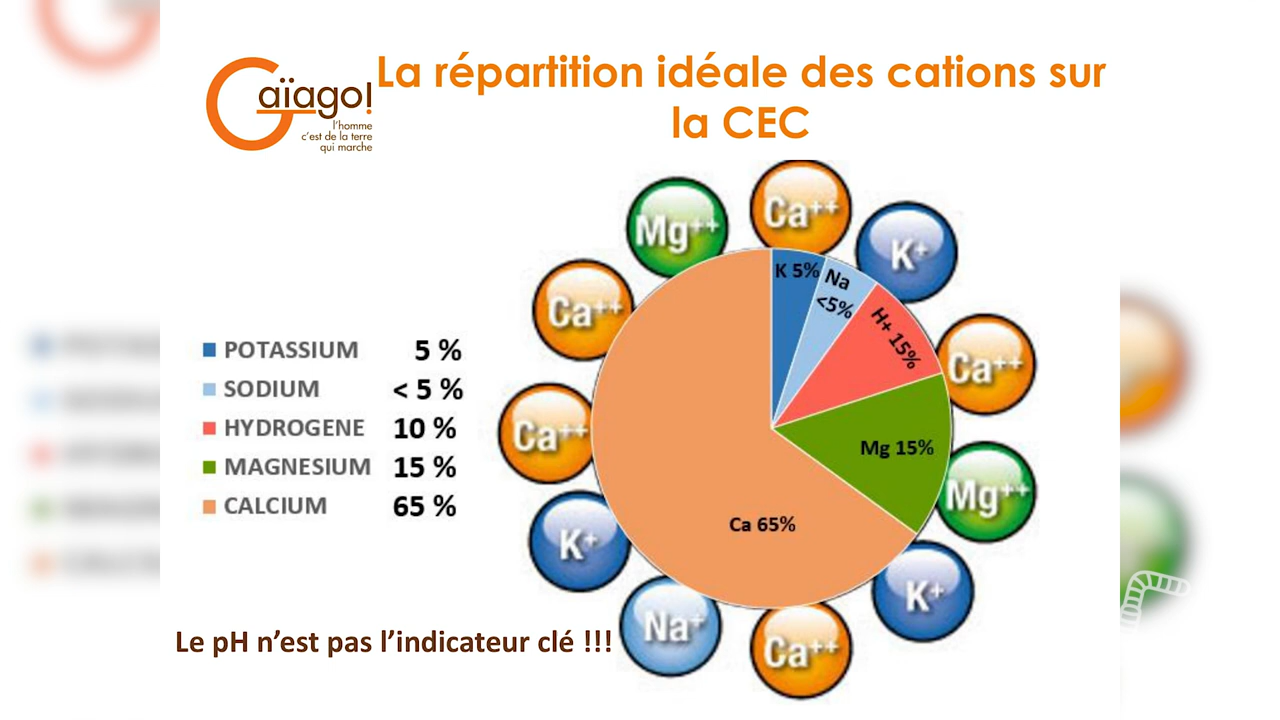 La répartition idéale des cations sur
la CEC
Gaïago!
l'homme
c'est de la terre
qui marche
Mg++
Ca++
K+
Ca++
Ca++
Ca++
Mg++
K+
K+
Na+
Ca++
K 5%
Na
<5%
H+ 15%
Mg 15%
Ca 65%
POTASSIUM 5 %
SODIUM < 5 %
HYDROGENE 10 %
MAGNESIUM 15 %
CALCIUM 65 %
Le pH n'est pas l'indicateur clé !!!